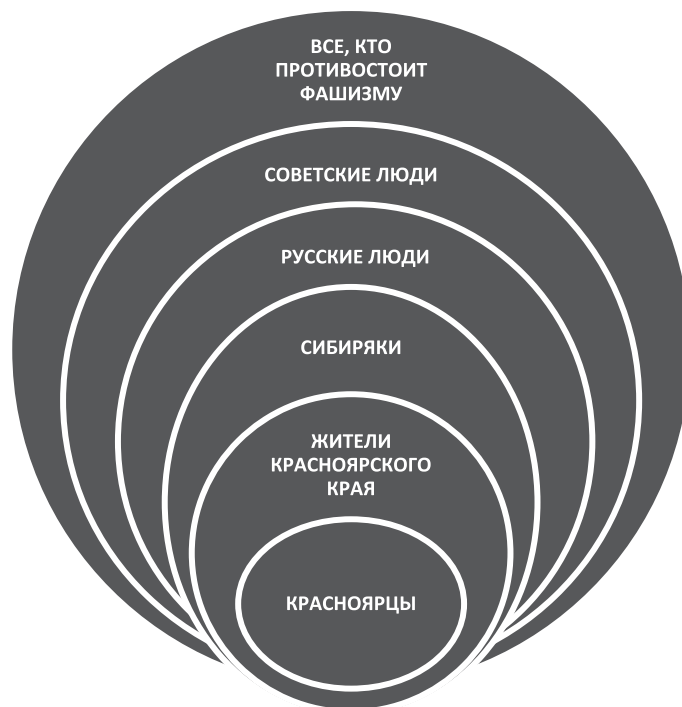 ВСЕ, КТО
ПРОТИВОСТОИТ
ФАШИЗМУ
СОВЕТСКИЕ ЛЮДИ
РУССКИЕ ЛЮДИ
СИБИРЯКИ
ЖИТЕЛИ
КРАСНОЯРСКОГО
КРАЯ
КРАСНОЯРЦЫ